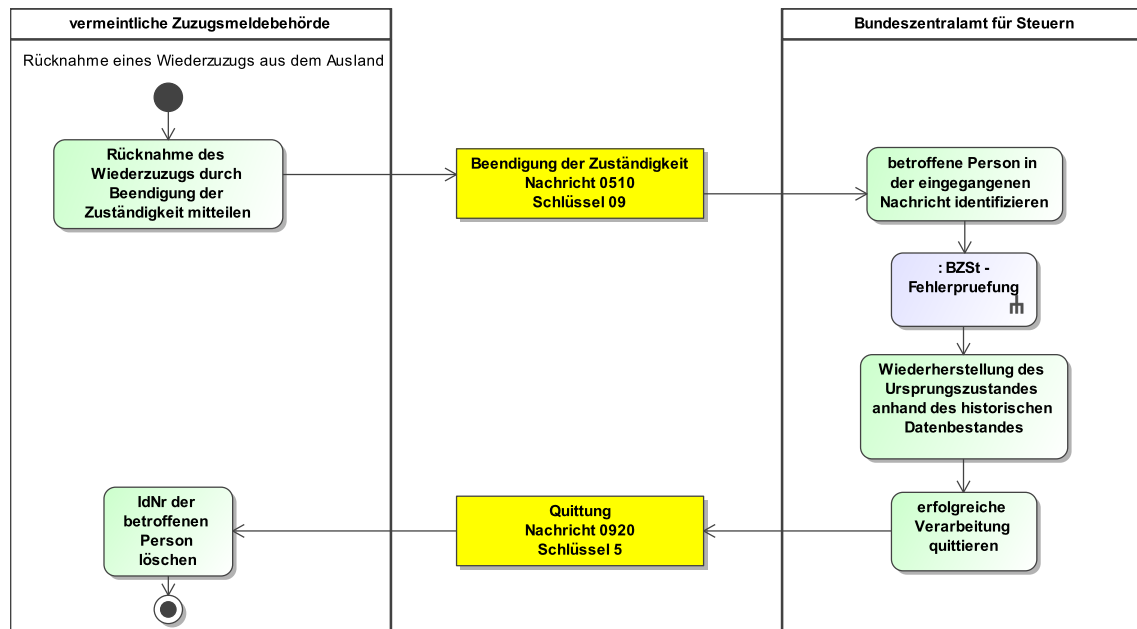 vermeintliche Zuzugsmeldebehörde
Bundeszentralamt für Steuern
Rücknahme eines Wiederzuzugs aus dem Ausland
Rücknahme des
Wiederzuzugs durch
Beendigung der
Zuständigkeit mitteilen
Beendigung der Zuständigkeit
Nachricht 0510
Schlüssel 09
betroffene Person in
der eingegangenen
Nachricht identifizieren
: BZSt -
Fehlerpruefung
Wiederherstellung des
Ursprungszustandes
anhand des historischen
Datenbestandes
erfolgreiche
Verarbeitung
quittieren
Quittung
Nachricht 0920
Schlüssel 5
IdNr der
betroffenen
Person
löschen